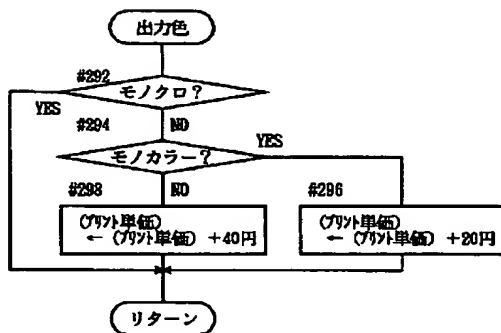 出力色
#292
モノクロ？
YES
#294
NO
モノカラー？
YES
#298
NO
#296
(プリント単価)
← (プリント単価) +40円
(プリント単価)
← (プリント単価) +20円
リターン